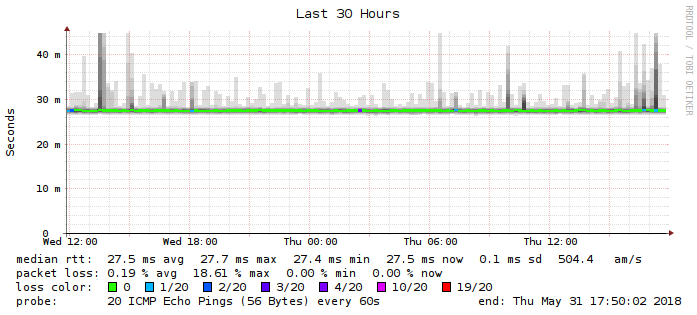 Last 30 Hours
RRDTOOL / TOBI OETIKER
Seconds
40 m
30 m
20 m
10 m
0
Wed 12:00 Wed 18:00 Thu 00:00 Thu 06:00 Thu 12:00
median rtt: 27.5 ms avg 27.7 ms max 27.4 ms min 27.5 ms now 0.1 ms sd 504.4 am/s
packet loss: 0.19 % avg 18.61 % max 0.00 % min 0.00 % now
loss color: 0 1/20 2/20 3/20 4/20 10/20 19/20
probe: 20 ICMP Echo Pings (56 Bytes) every 60s end: Thu May 31 17:50:02 2018